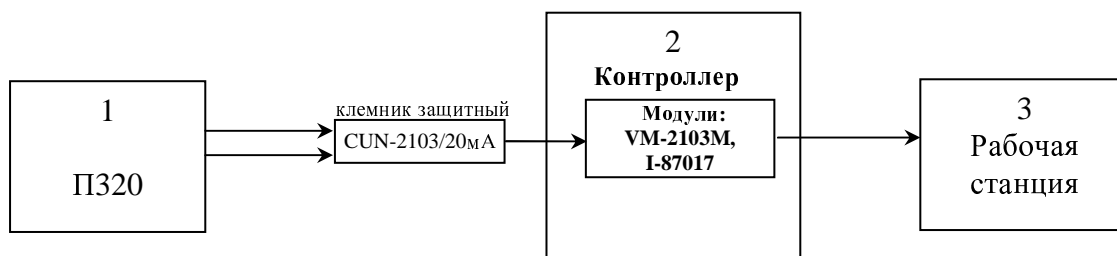 1
П320
клемник защитный
CUN-2103/20мА
2
Контроллер
Модули:
VM-2103M,
I-87017
3
Рабочая
станция